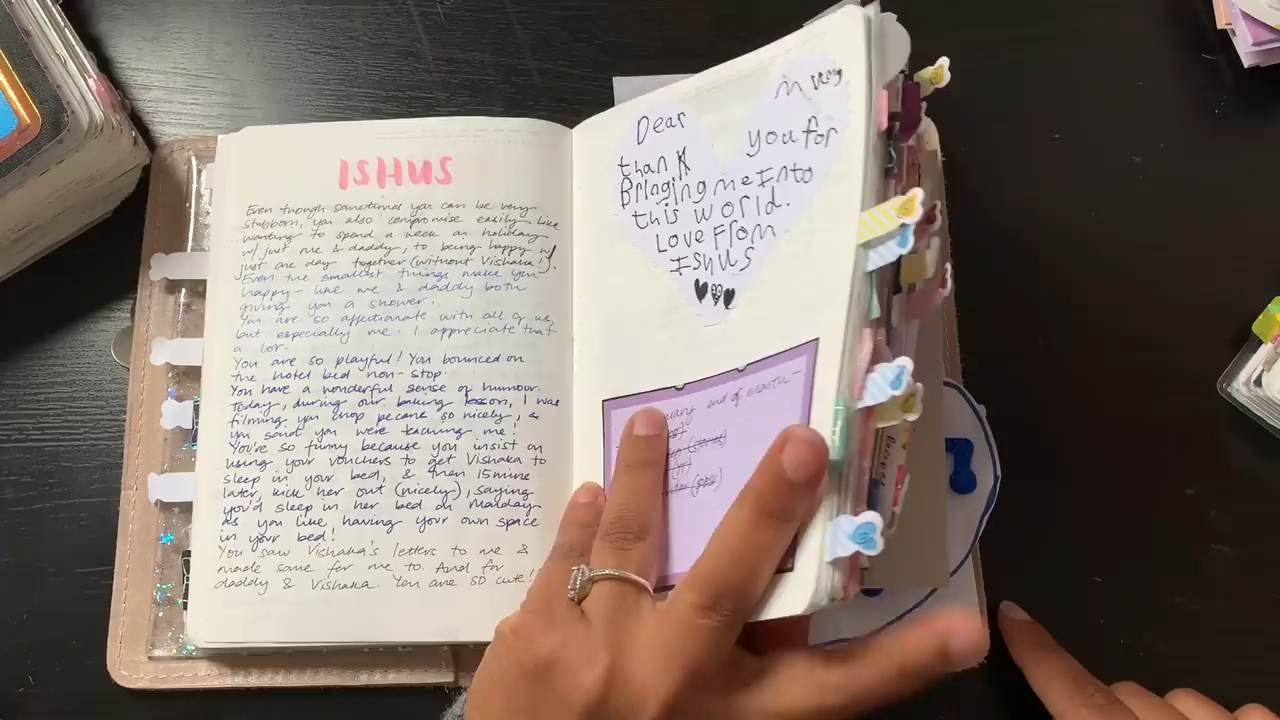 ISHUS
Even though sometimes you can be very
stubborn, you also compromise easily. Like
wanting to spend a week on holiday
w/ just me & daddy, to being happy w/
just one day together (without Vishaka!).
Even the smallest things make you
happy - like me & daddy both
giving you a shower.
You are so affectionate with all of us,
but especially me. I appreciate that
a lot.
You are so playful! You bounced on
the hotel bed non-stop.
You have a wonderful sense of humour.
Today, during our baking lesson, I was
filming you chop pecans so nicely, &
you said you were teaching me!
You're so funny because you insist on
using your vouchers to get Vishaka to
sleep in your bed, & then 15mins
later, kick her out (nicely), saying
you'd sleep in her bed on Monday
as you like having your own space
in your bed!
You saw Vishaka's letters to me &
made some for me to. And for
daddy & Vishaka. You are so cute!
Dear
very
thank you for
Bringing me Into
this world.
Love From
Ishus
end of month -
(stories)